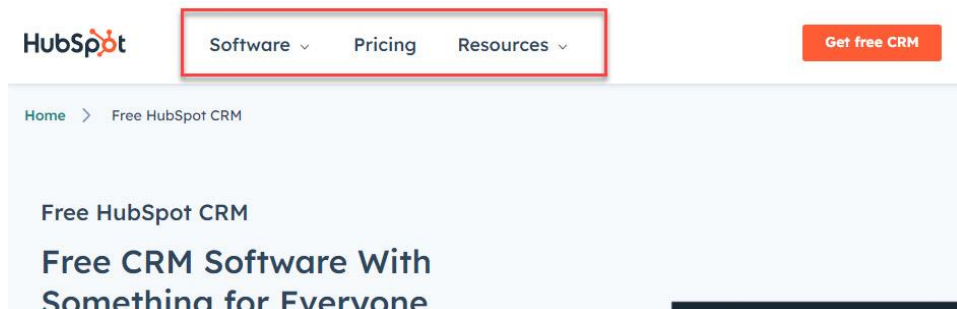 HubSpot Software Pricing Resources Get free CRM
Home > Free HubSpot CRM
Free HubSpot CRM
Free CRM Software With
Something for Everyone